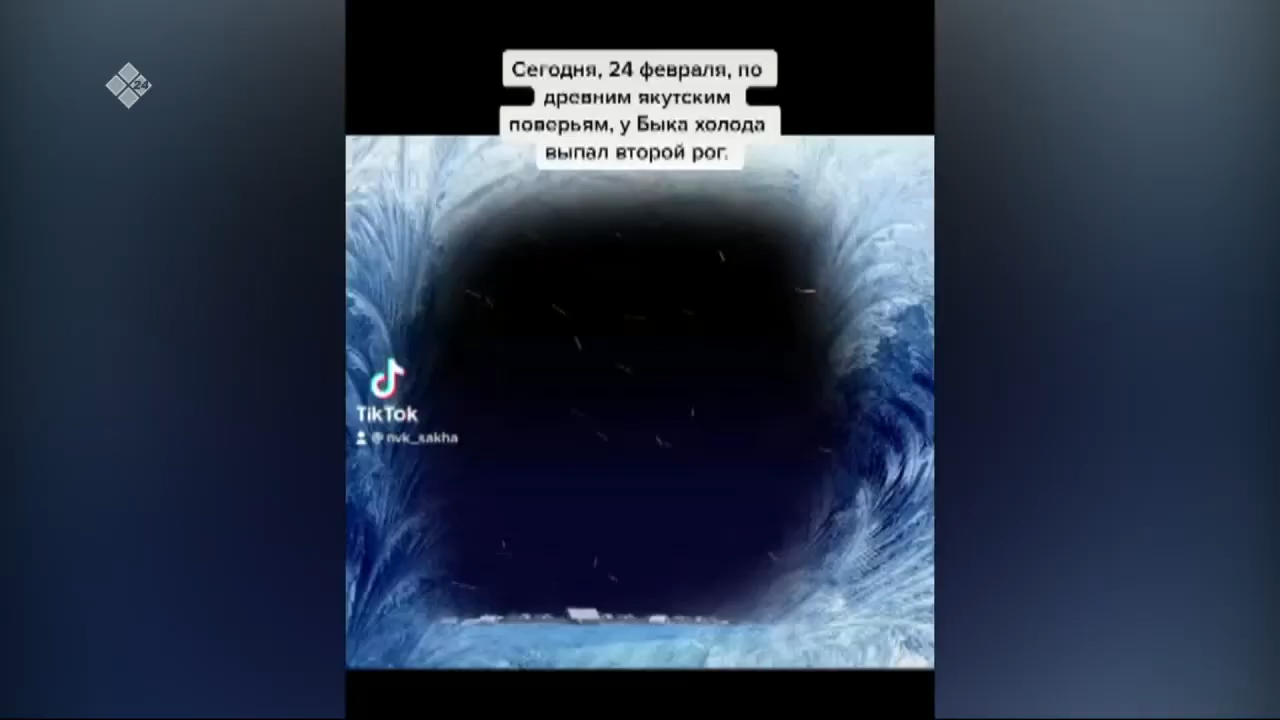 Сегодня, 24 февраля, по
древним якутским
поверьям, у Быка холода
выпал второй рог.
24
TikTok
@nvk_sakha